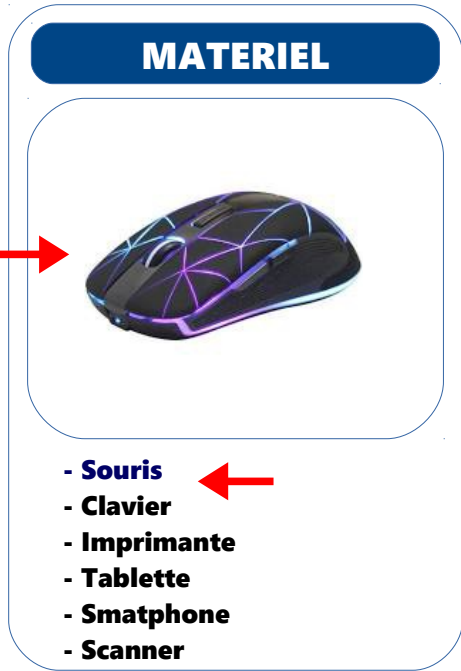 MATERIEL
- Souris
- Clavier
- Imprimante
- Tablette
- Smatphone
- Scanner